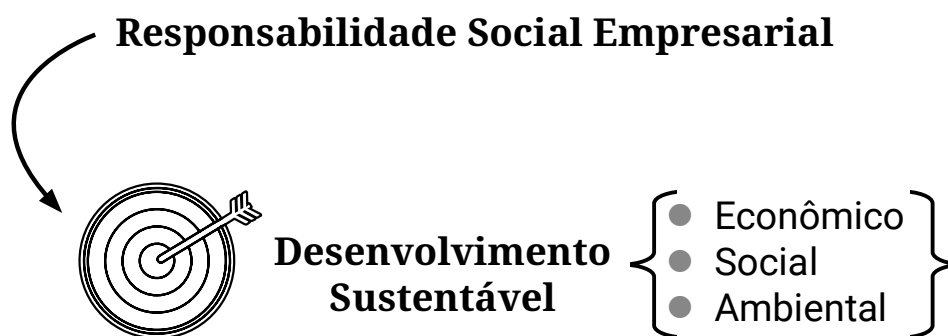 Responsabilidade Social Empresarial
Desenvolvimento
Sustentável
Econômico
Social
Ambiental